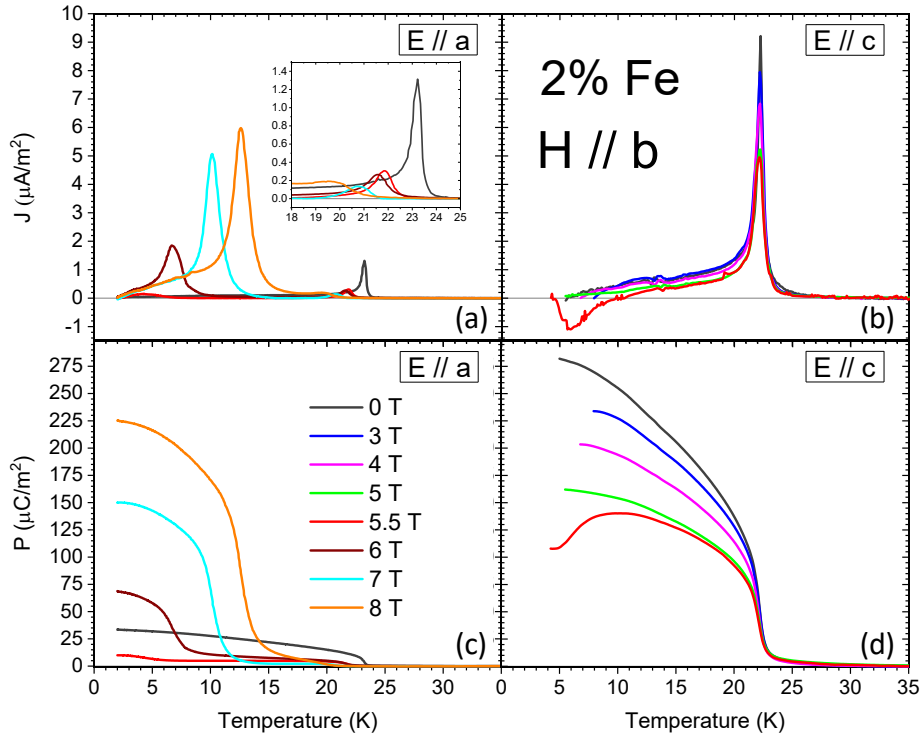 E // a
E // c
2% Fe
H // b
J (μA/m²)
10
9
8
7
6
5
4
3
2
1
0
-1
1.4
1.2
1.0
0.8
0.6
0.4
0.2
0.0
18 19 20 21 22 23 24 25
(a)
(b)
E // a
E // c
P (μC/m²)
275
250
225
200
175
150
125
100
75
50
25
0
0 T
3 T
4 T
5 T
5.5 T
6 T
7 T
8 T
(c)
(d)
0 5 10 15 20 25 30 0 5 10 15 20 25 30 35
Temperature (K)
Temperature (K)